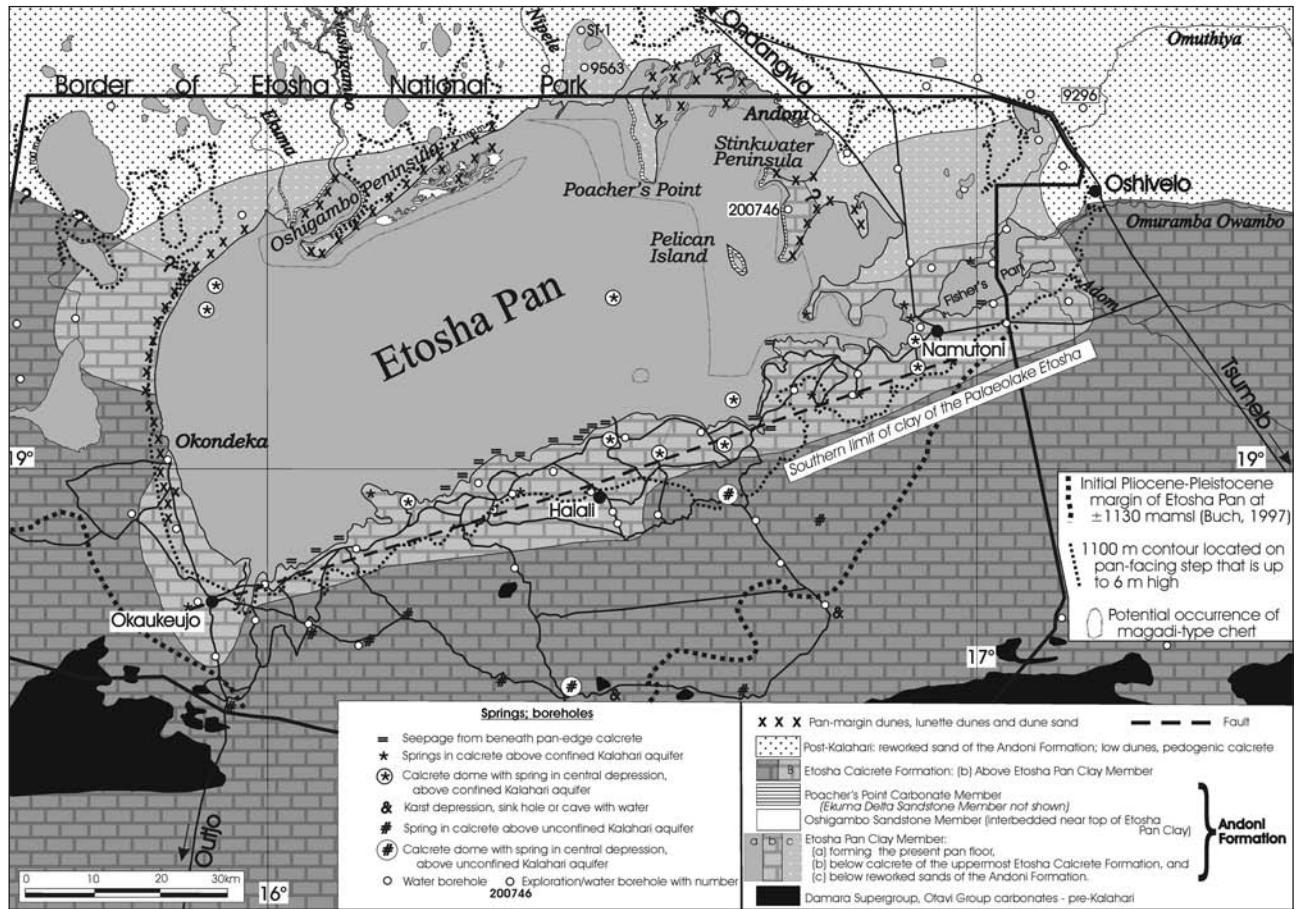 Border of Etosha National Park
Ekuma
Gwashigambo
Nipele
ST-1
9563
Ondangwa
Omuthiya
9296
Andoni
Stinkwater
Peninsula
Oshigambo Peninsula
Poacher's Point
200746
Pelican
Island
Oshivelo
Omuramba Owambo
Etosha Pan
Fisher's Pan
Adom
Namutoni
Tsumeb
Southern limit of clay of the Palaeolake Etosha
Okondeka
19°
19°
Halali
Okaukeujo
Outjo
16°
17°
Initial Pliocene-Pleistocene
margin of Etosha Pan at
±1130 mamsl (Buch, 1997)
1100 m contour located on
pan-facing step that is up
to 6 m high
Potential occurrence of
magadi-type chert
0 10 20 30km
Springs; boreholes
= Seepage from beneath pan-edge calcrete
* Springs in calcrete above confined Kalahari aquifer
* Calcrete dome with spring in central depression,
above confined Kalahari aquifer
& Karst depression, sink hole or cave with water
# Spring in calcrete above unconfined Kalahari aquifer
# Calcrete dome with spring in central depression,
above unconfined Kalahari aquifer
Water borehole Exploration/water borehole with number
200746
X X X Pan-margin dunes, lunette dunes and dune sand Fault
Post-Kalahari: reworked sand of the Andoni Formation; low dunes, pedogenic calcrete
B Etosha Calcrete Formation: (b) Above Etosha Pan Clay Member
Poacher's Point Carbonate Member
(Ekuma Delta Sandstone Member not shown)
Oshigambo Sandstone Member (interbedded near top of Etosha
Pan Clay)
Andoni
Formation
a b c Etosha Pan Clay Member:
(a) forming the present pan floor,
(b) below calcrete of the uppermost Etosha Calcrete Formation, and
(c) below reworked sands of the Andoni Formation.
Damara Supergroup, Otavi Group carbonates - pre-Kalahari